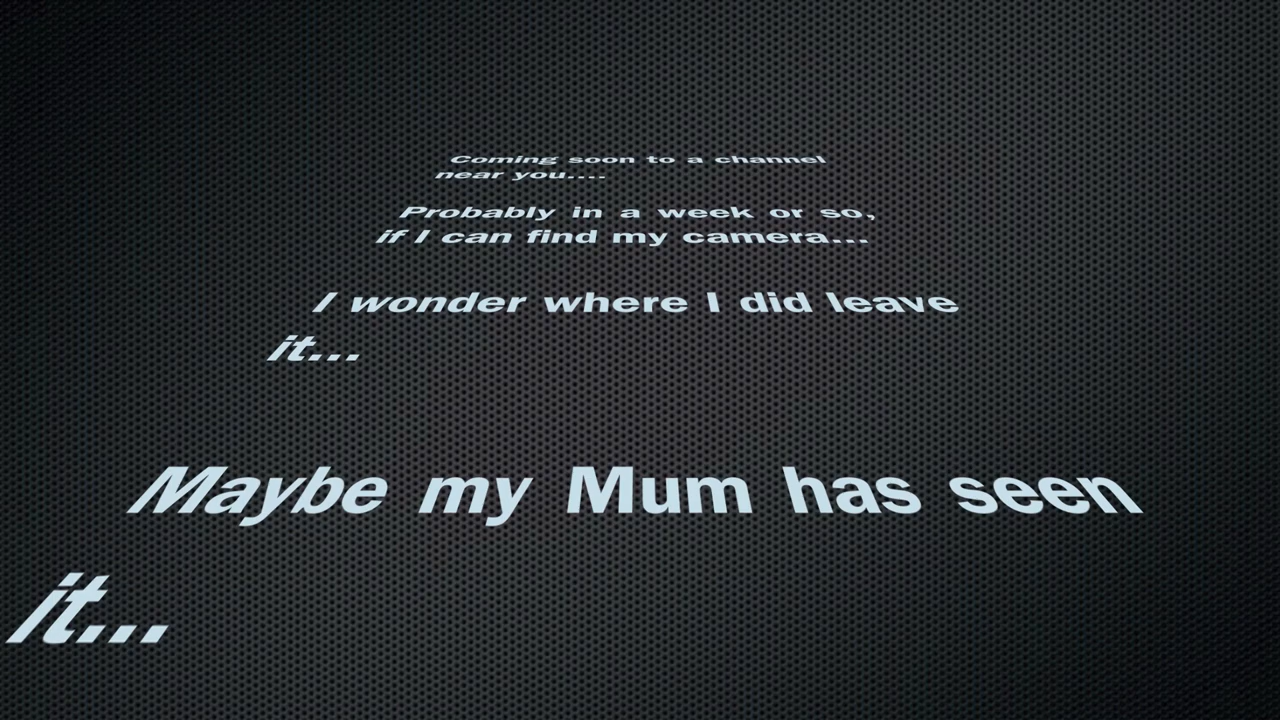 Coming soon to a channel
near you....
Probably in a week or so,
if I can find my camera...
I wonder where I did leave
it...
Maybe my Mum has seen
it...